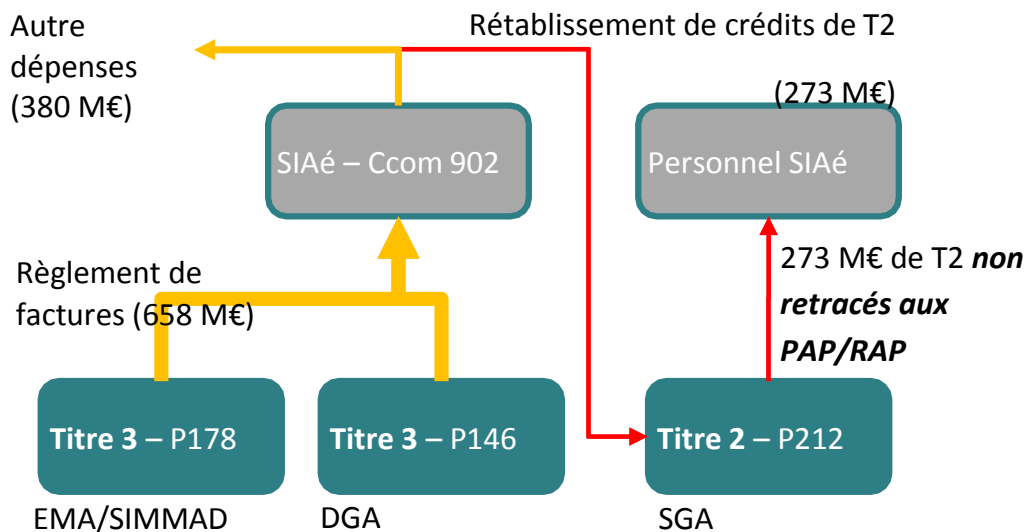 Autre
dépenses
(380 M€)
Rétablissement de crédits de T2
(273 M€)
SIAé – Ccom 902
Personnel SIAé
Règlement de
factures (658 M€)
273 M€ de T2 non
retracés aux
PAP/RAP
Titre 3 – P178
Titre 3 – P146
Titre 2 – P212
EMA/SIMMAD
DGA
SGA